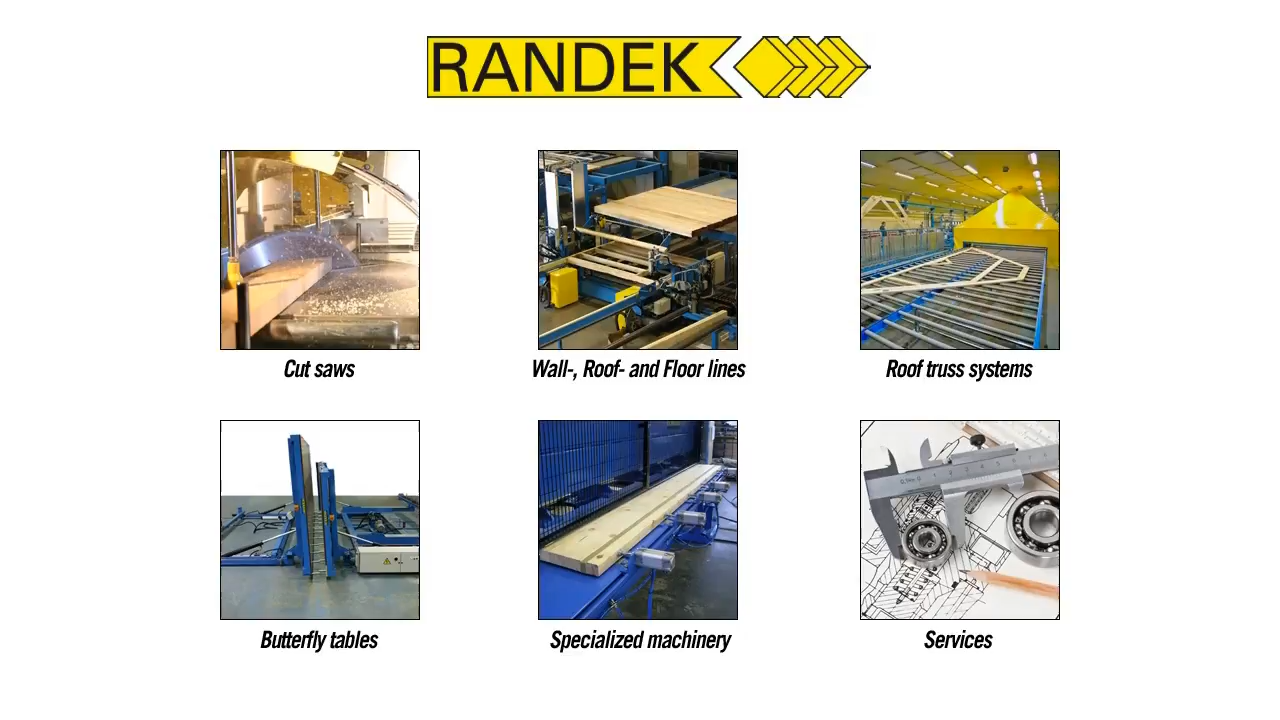 RANDEK
Cut saws
Wall-, Roof- and Floor lines
Roof truss systems
Butterfly tables
Specialized machinery
Services